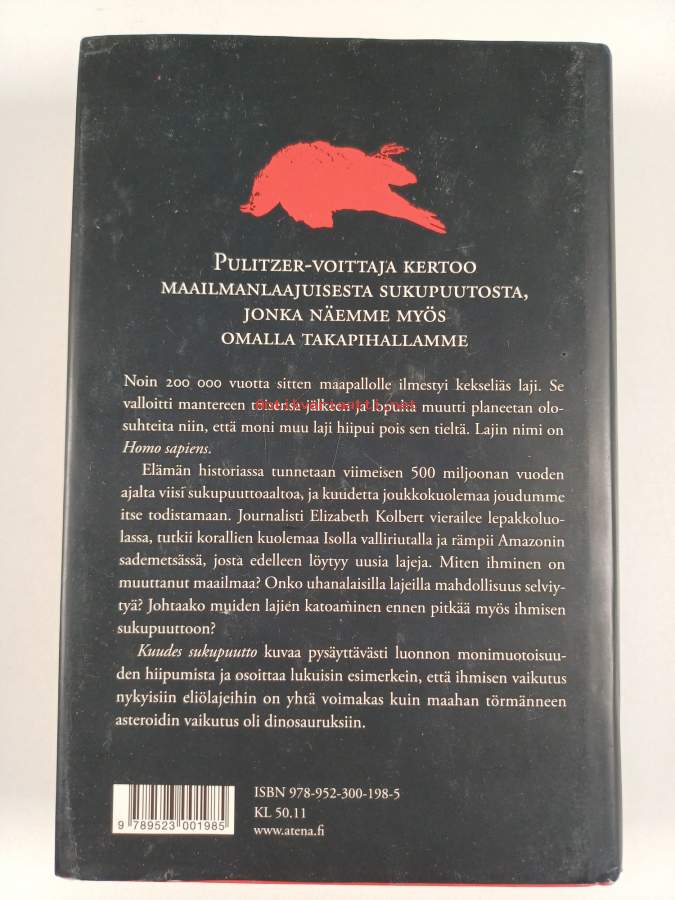 PULITZER-VOITTAJA KERTOO
MAAILMANLAAJUISESTA SUKUPUUTOSTA,
JONKA NÄEMME MYÖS
OMALLA TAKAPIHALLAMME
Noin 200 000 vuotta sitten maapallolle ilmestyi kekseliäs laji. Se
valloitti mantereen toisensa jälkeen ja lopulta muutti planeetan olo-
suhteita niin, että moni muu laji hiipui pois sen tieltä. Lajin nimi on
Homo sapiens.
Elämän historiassa tunnetaan viimeisen 500 miljoonan vuoden
ajalta viisi sukupuuttoaaltoa, ja kuudetta joukkokuolemaa joudumme
itse todistamaan. Journalisti Elizabeth Kolbert vierailee lepakkoluo-
lassa, tutkii korallien kuolemaa Isolla valliriutalla ja rämpii Amazonin
sademetsässä, josta edelleen löytyy uusia lajeja. Miten ihminen on
muuttanut maailmaa? Onko uhanalaisilla lajeilla mahdollisuus selviy-
tyä? Johtaako muiden lajien katoaminen ennen pitkää myös ihmisen
sukupuuttoon?
Kuudes sukupuutto kuvaa pysäyttävästi luonnon monimuotoisuu-
den hiipumista ja osoittaa lukuisin esimerkein, että ihmisen vaikutus
nykyisiin eliölajeihin on yhtä voimakas kuin maahan törmänneen
asteroidin vaikutus oli dinosauruksiin.
ISBN 978-952-300-198-5
KL 50.11
www.atena.fi
9 789523 001985